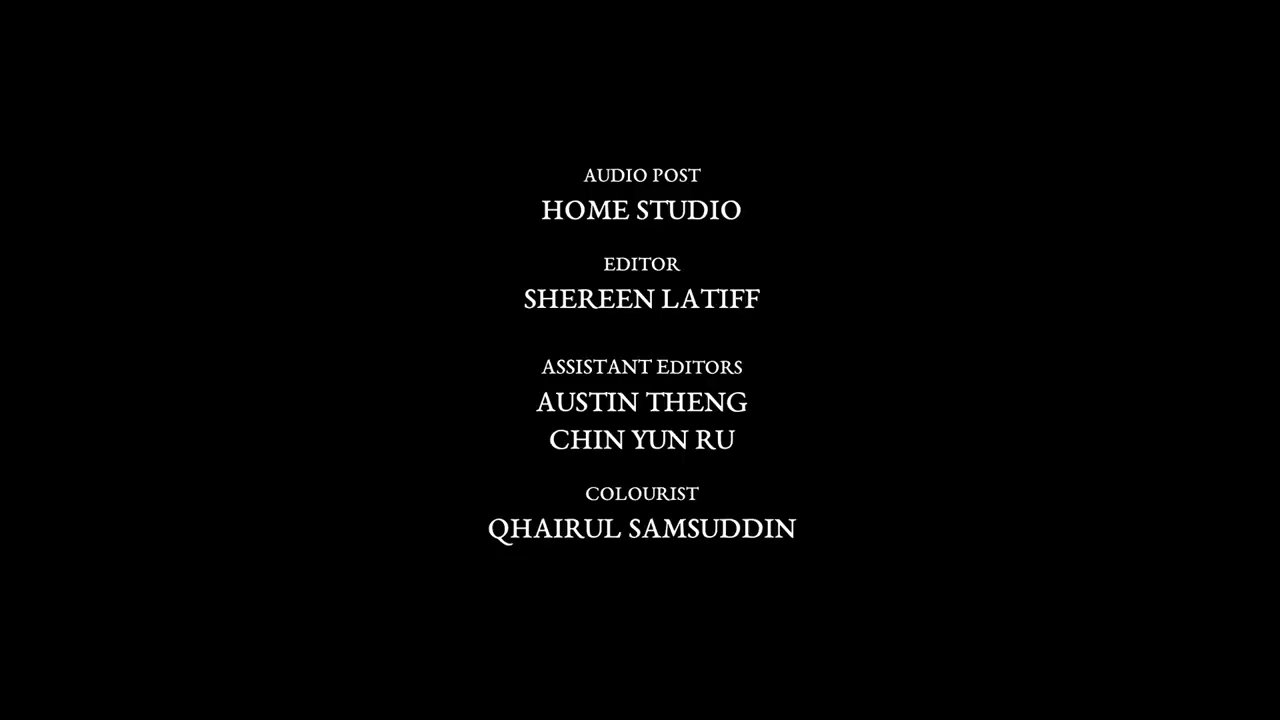 AUDIO POST
HOME STUDIO
EDITOR
SHEREEN LATIFF
ASSISTANT EDITORS
AUSTIN THENG
CHIN YUN RU
COLOURIST
QHAIRUL SAMSUDDIN